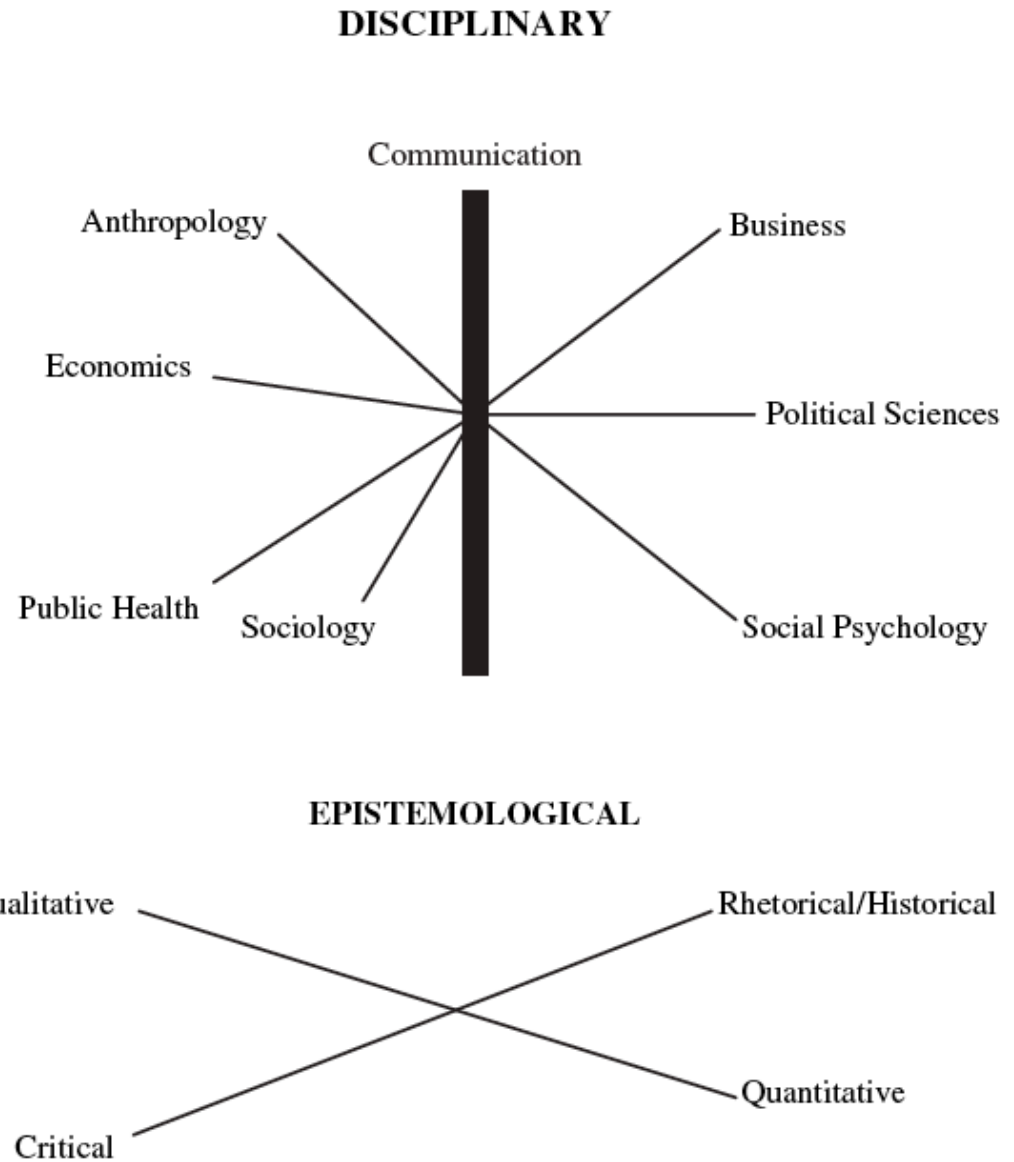 DISCIPLINARY
Communication
Anthropology
Business
Economics
Political Sciences
Public Health
Sociology
Social Psychology
EPISTEMOLOGICAL
ualitative
Rhetorical/Historical
Quantitative
Critical